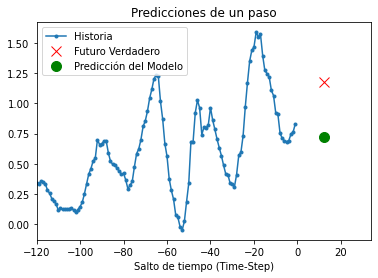 Predicciones de un paso
Historia
Futuro Verdadero
Predicción del Modelo
1.50
1.25
1.00
0.75
0.50
0.25
0.00
−120 −100 −80 −60 −40 −20 0 20
Salto de tiempo (Time-Step)